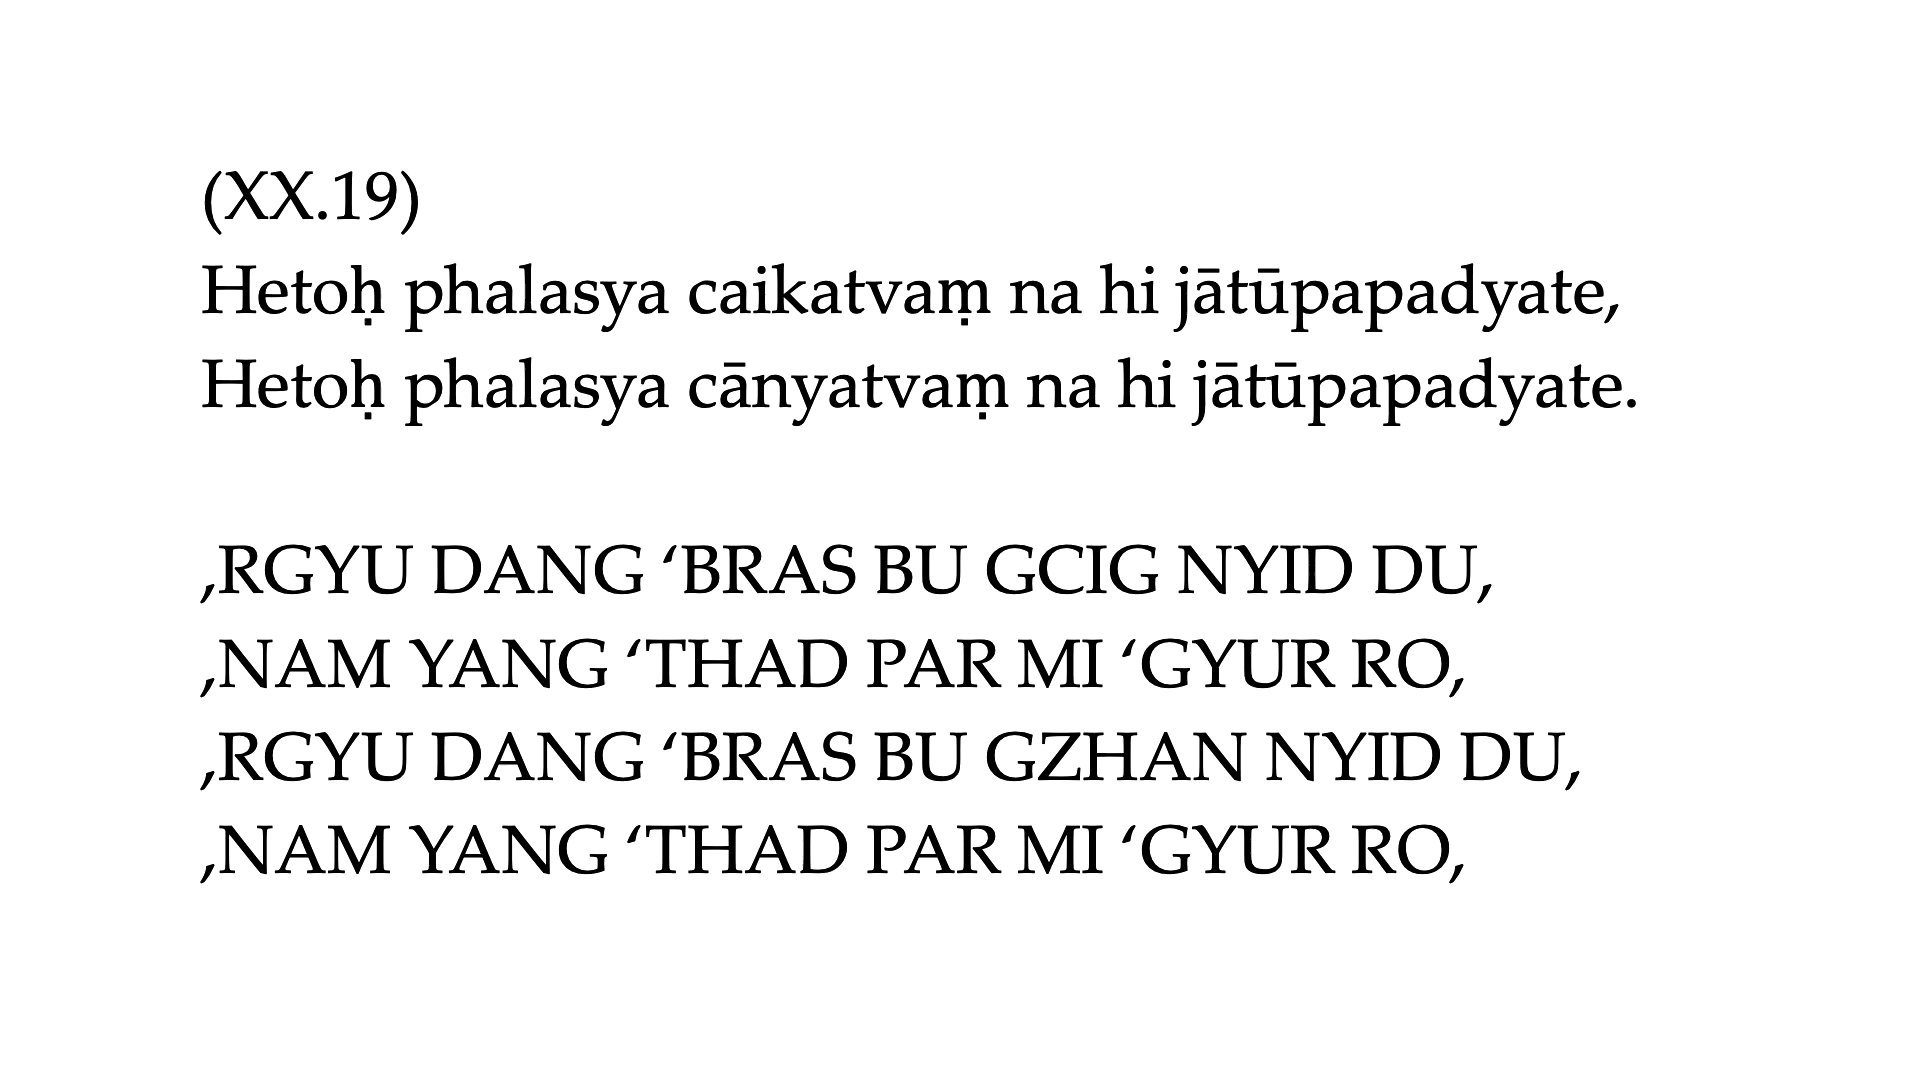 (XX.19)
Hetoḥ phalasya caikatvaṃ na hi jātūpapadyate,
Hetoḥ phalasya cānyatvaṃ na hi jātūpapadyate.
,RGYU DANG ‘BRAS BU GCIG NYID DU,
,NAM YANG ‘THAD PAR MI ‘GYUR RO,
,RGYU DANG ‘BRAS BU GZHAN NYID DU,
,NAM YANG ‘THAD PAR MI ‘GYUR RO,